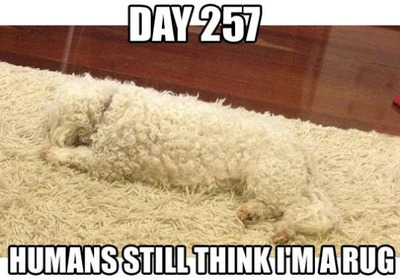 DAY 257
HUMANS STILL THINK I'M A RUG